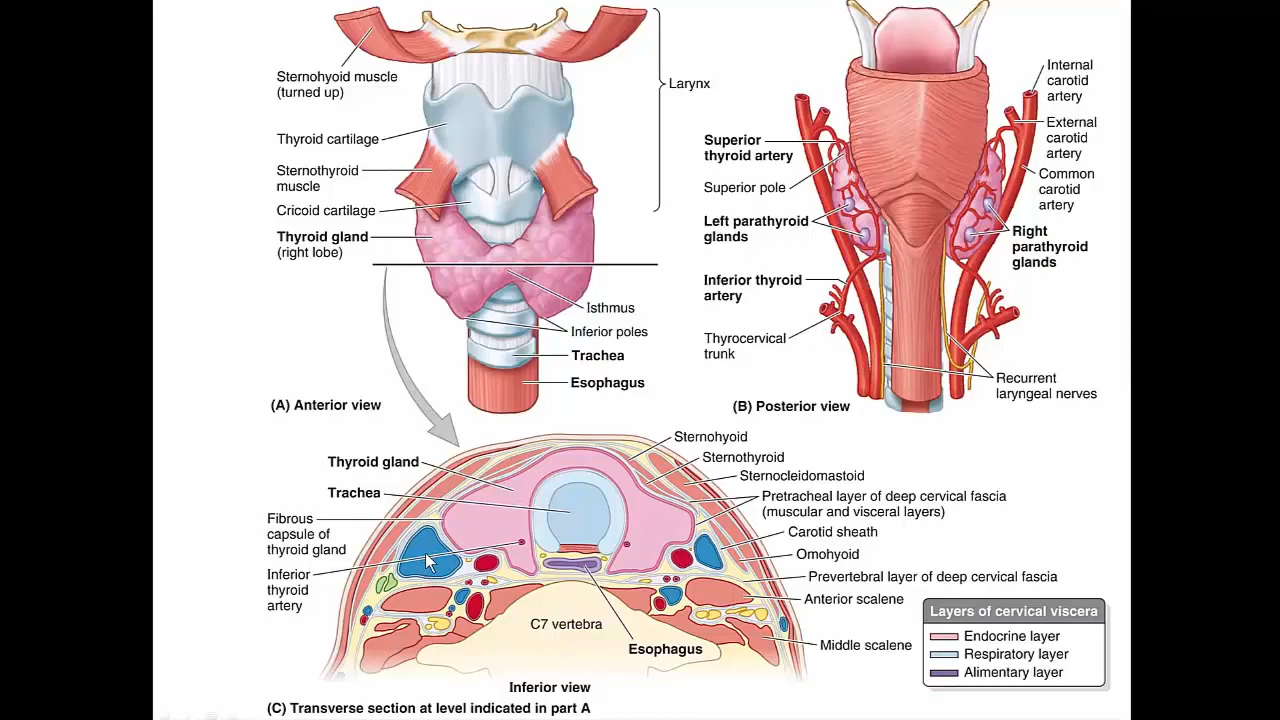 Sternohyoid muscle
(turned up)
Thyroid cartilage
Sternothyroid
muscle
Cricoid cartilage
Thyroid gland
(right lobe)
Larynx
Isthmus
Inferior poles
Trachea
Esophagus
(A) Anterior view
Superior
thyroid artery
Superior pole
Left parathyroid
glands
Inferior thyroid
artery
Thyrocervical
trunk
Internal
carotid
artery
External
carotid
artery
Common
carotid
artery
Right
parathyroid
glands
Recurrent
laryngeal nerves
(B) Posterior view
Thyroid gland
Trachea
Fibrous
capsule of
thyroid gland
Inferior
thyroid
artery
Sternohyoid
Sternothyroid
Sternocleidomastoid
Pretracheal layer of deep cervical fascia
(muscular and visceral layers)
Carotid sheath
Omohyoid
Prevertebral layer of deep cervical fascia
Anterior scalene
Middle scalene
C7 vertebra
Esophagus
Layers of cervical viscera
Endocrine layer
Respiratory layer
Alimentary layer
Inferior view
(C) Transverse section at level indicated in part A